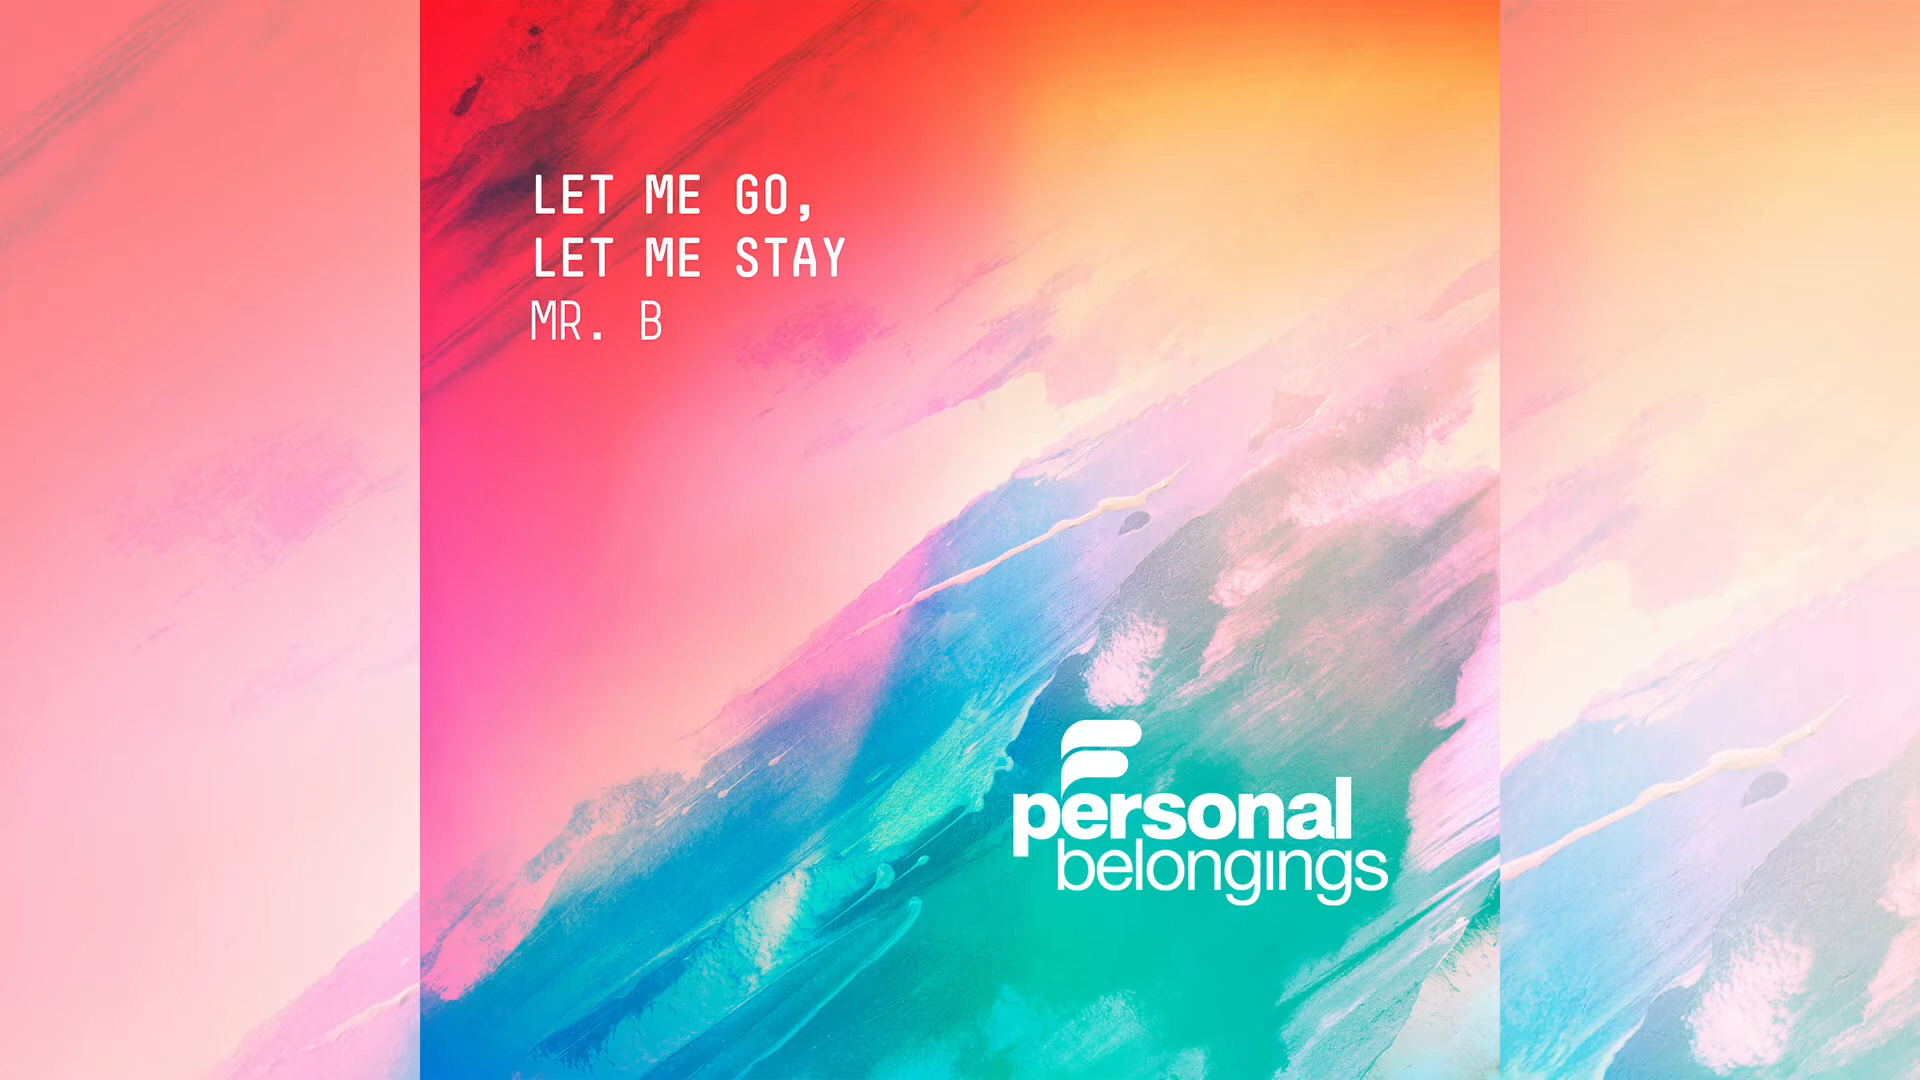 LET ME GO,
LET ME STAY
MR. B
personal
belongings